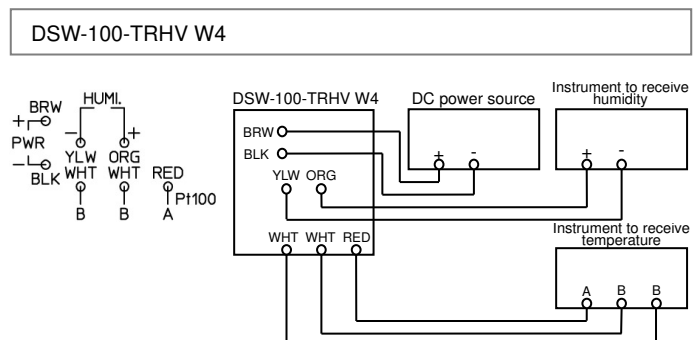 DSW-100-TRHV W4
HUMI.
BRW
+ - +
PWR
YLW ORG
- BLK WHT WHT RED
Pt100
B B A
DSW-100-TRHV W4
BRW
BLK
YLW ORG
WHT WHT RED
DC power source
+ -
Instrument to receive
humidity
+ -
Instrument to receive
temperature
A B B